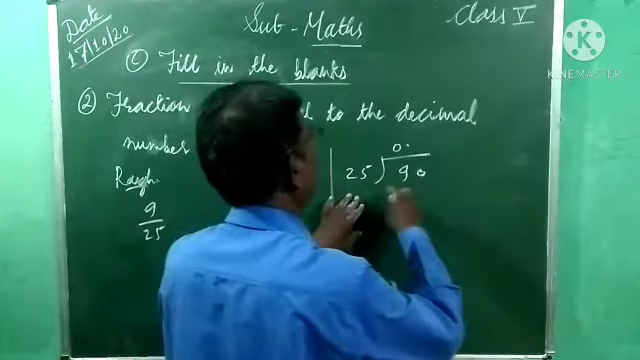 Date
17/10/20
Sub - Maths
Class V
KINEMASTER
© Fill in the blanks
② Fraction to the decimal
number
Rough
9
25
0.
25) 90